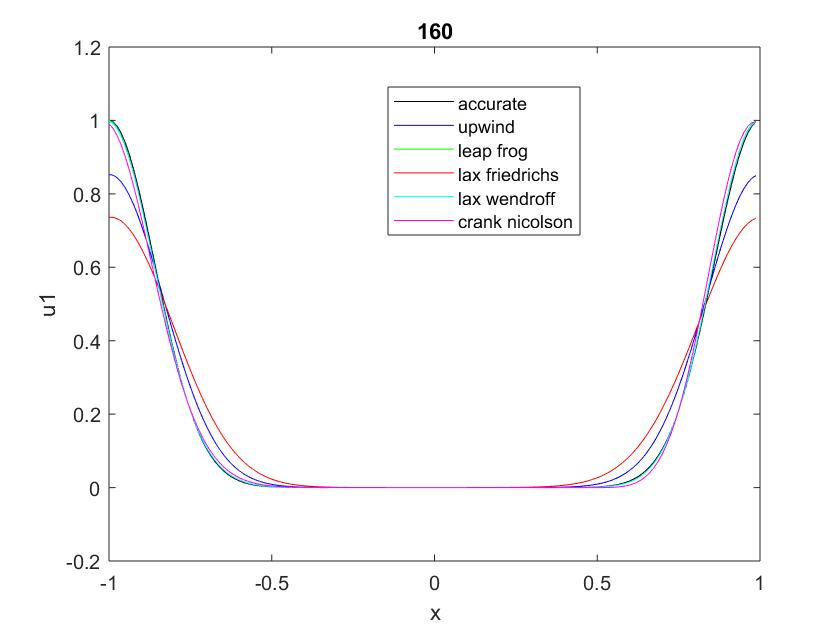 160
1.2
1
0.8
0.6
0.4
0.2
0
-0.2
u1
accurate
upwind
leap frog
lax friedrichs
lax wendroff
crank nicolson
-1
-0.5
0
0.5
1
x